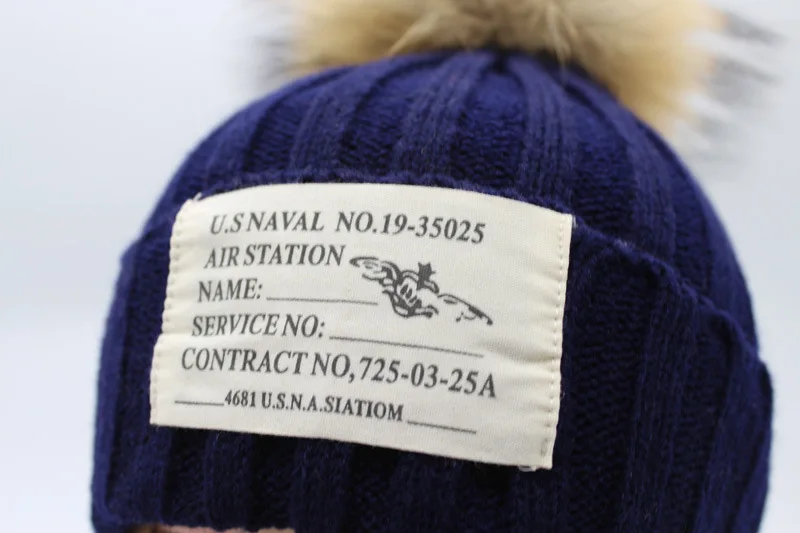 U.S NAVAL NO.19-35025
AIR STATION
NAME:
SERVICE NO:
CONTRACT NO,725-03-25A
4681 U.S.N.A.SIATIOM